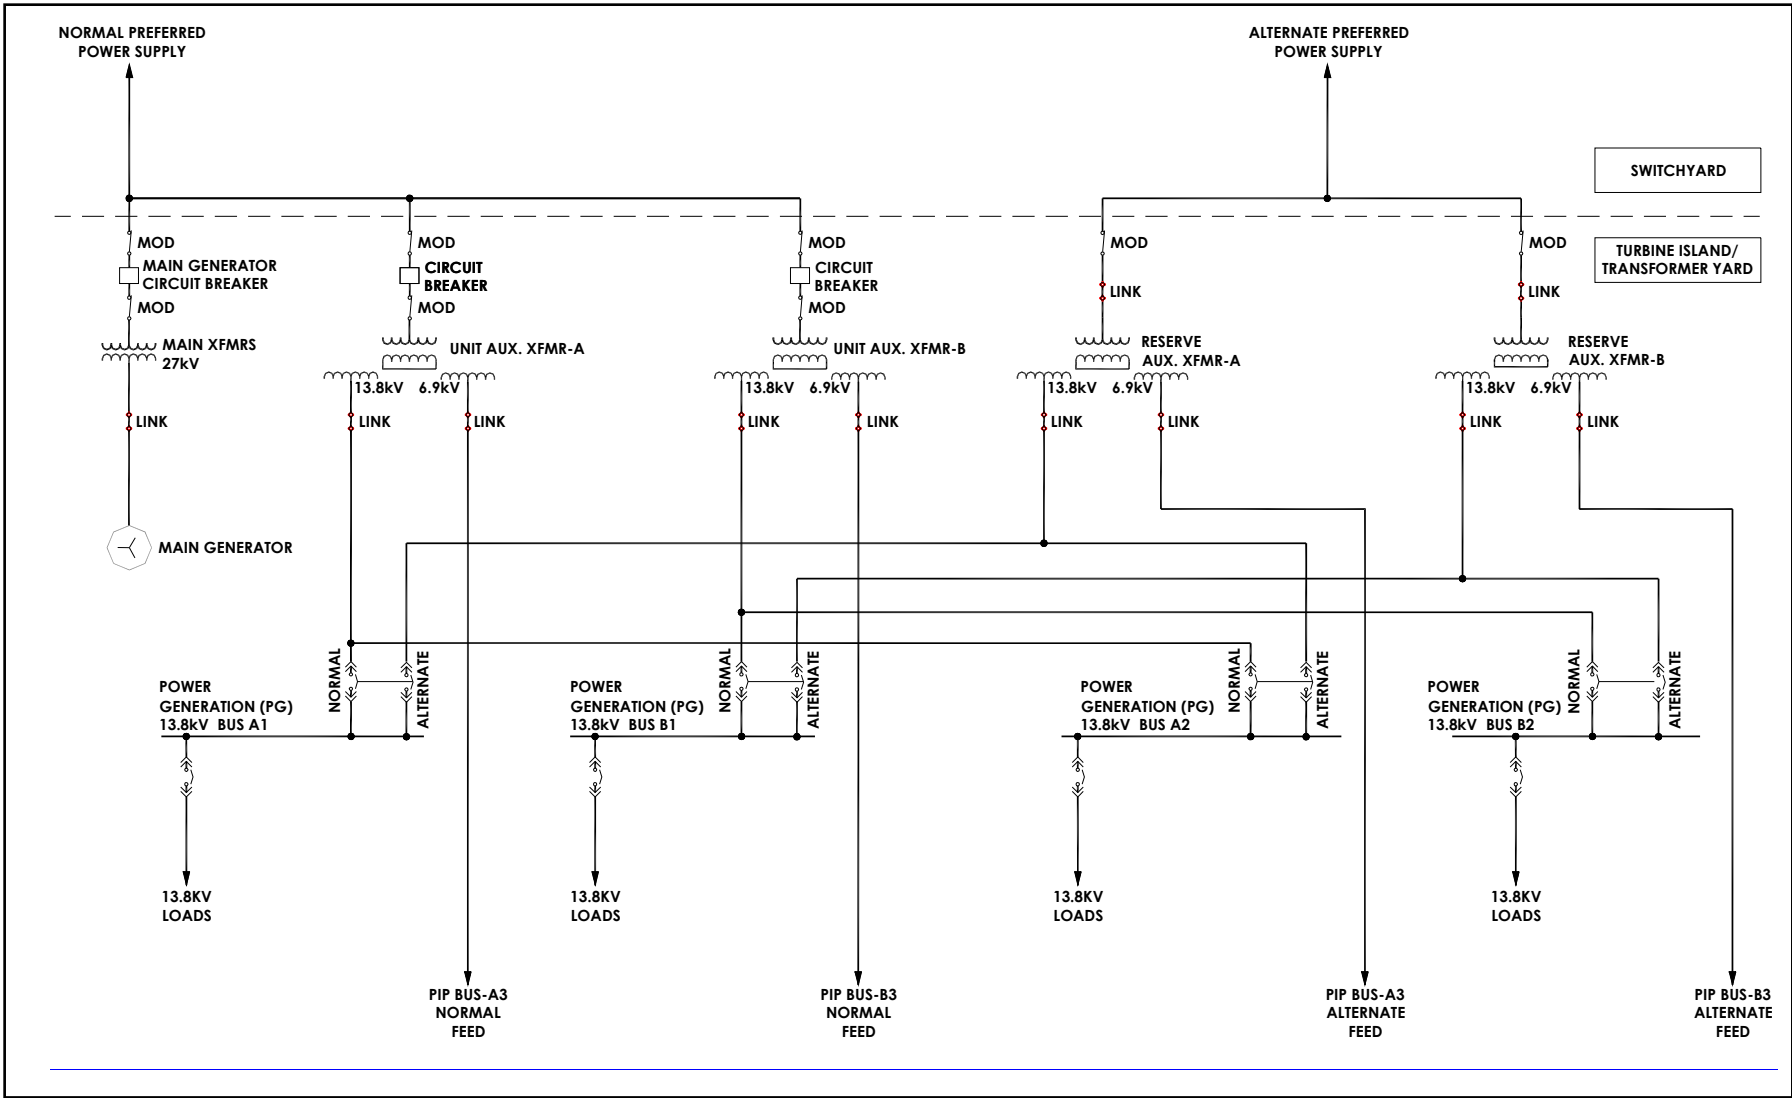 NORMAL PREFERRED
POWER SUPPLY
ALTERNATE PREFERRED
POWER SUPPLY
SWITCHYARD
TURBINE ISLAND/
TRANSFORMER YARD
MOD
MAIN GENERATOR
CIRCUIT BREAKER
MOD
MOD
CIRCUIT
BREAKER
MOD
MOD
CIRCUIT
BREAKER
MOD
MOD
LINK
MOD
LINK
MAIN XFMRS
27kV
UNIT AUX. XFMR-A
13.8kV
6.9kV
UNIT AUX. XFMR-B
13.8kV
6.9kV
RESERVE
AUX. XFMR-A
13.8kV
6.9kV
RESERVE
AUX. XFMR-B
13.8kV
6.9kV
LINK
LINK
LINK
LINK
LINK
LINK
LINK
LINK
LINK
MAIN GENERATOR
POWER
GENERATION (PG)
13.8kV BUS A1
NORMAL
ALTERNATE
POWER
GENERATION (PG)
13.8kV BUS B1
NORMAL
ALTERNATE
POWER
GENERATION (PG)
13.8kV BUS A2
NORMAL
ALTERNATE
POWER
GENERATION (PG)
13.8kV BUS B2
NORMAL
ALTERNATE
13.8KV
LOADS
13.8KV
LOADS
13.8KV
LOADS
13.8KV
LOADS
PIP BUS-A3
NORMAL
FEED
PIP BUS-B3
NORMAL
FEED
PIP BUS-A3
ALTERNATE
FEED
PIP BUS-B3
ALTERNATE
FEED